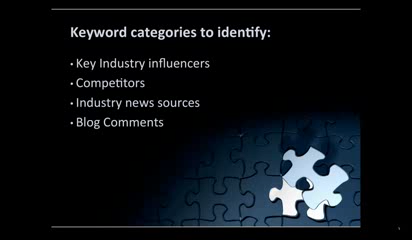 Keyword categories to identify:
• Key Industry influencers
• Competitors
• Industry news sources
• Blog Comments